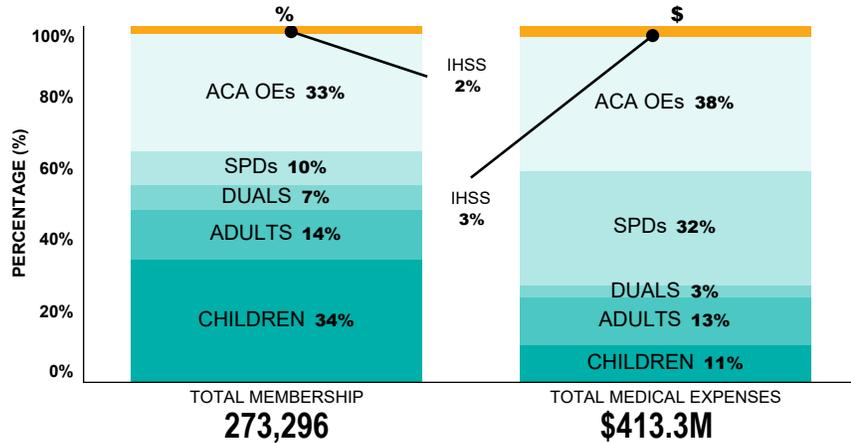 %
$
PERCENTAGE (%)
100%
80%
60%
40%
20%
0%
ACA OEs 33%
SPDs 10%
DUALS 7%
ADULTS 14%
CHILDREN 34%
IHSS
2%
IHSS
3%
ACA OEs 38%
SPDs 32%
DUALS 3%
ADULTS 13%
CHILDREN 11%
TOTAL MEMBERSHIP
273,296
TOTAL MEDICAL EXPENSES
$413.3M